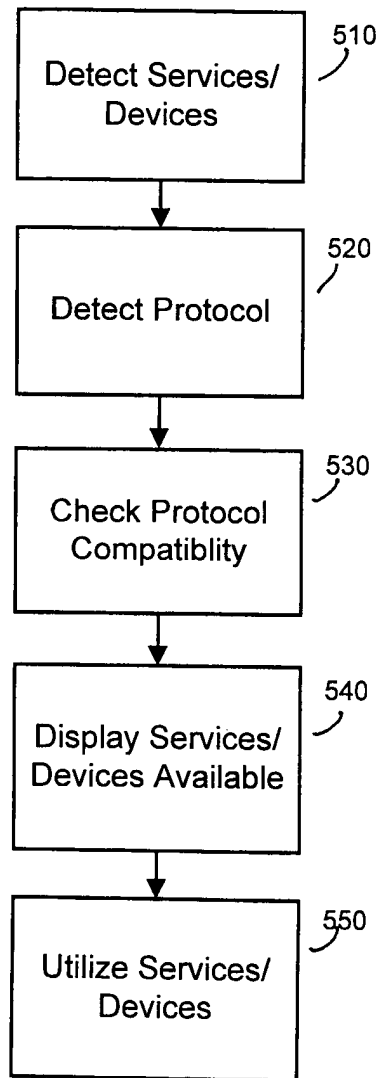 510
Detect Services/
Devices
520
Detect Protocol
530
Check Protocol
Compatiblity
540
Display Services/
Devices Available
550
Utilize Services/
Devices